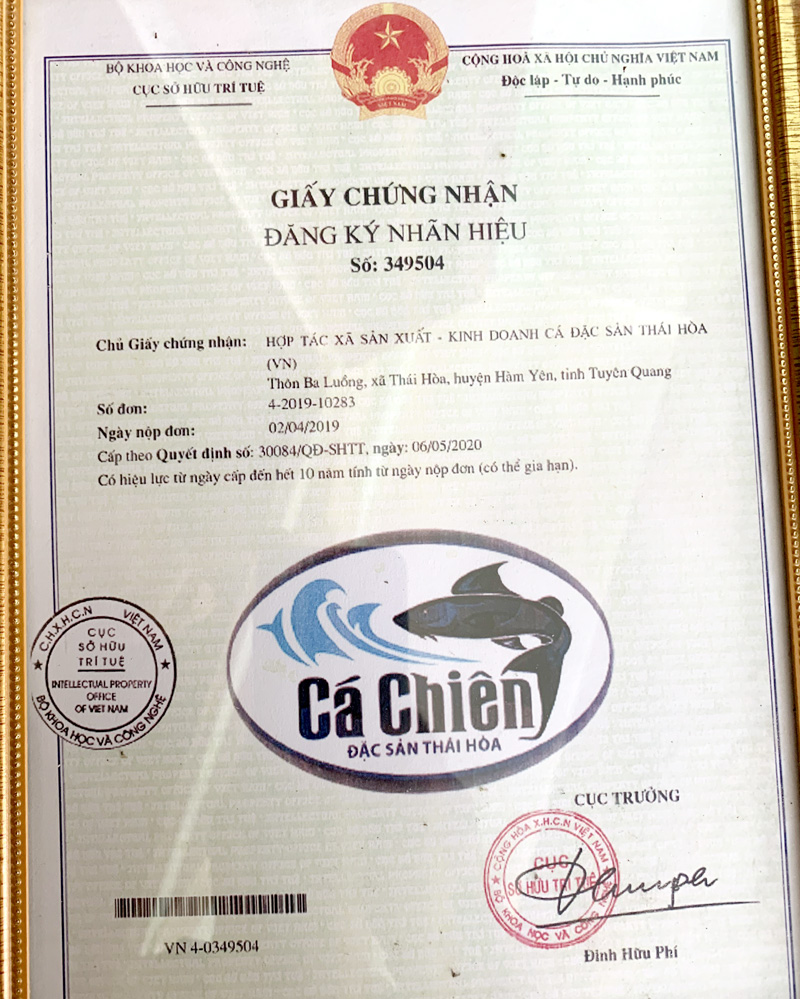 BỘ KHOA HỌC VÀ CÔNG NGHỆ
CỤC SỞ HỮU TRÍ TUỆ
CỘNG HOÀ XÃ HỘI CHỦ NGHĨA VIỆT NAM
Độc lập - Tự do - Hạnh phúc
VIỆT NAM
GIẤY CHỨNG NHẬN
ĐĂNG KÝ NHÃN HIỆU
Số: 349504
Chủ Giấy chứng nhận: HỢP TÁC XÃ SẢN XUẤT - KINH DOANH CÁ ĐẶC SẢN THÁI HÒA
(VN)
Thôn Ba Luồng, xã Thái Hòa, huyện Hàm Yên, tỉnh Tuyên Quang
Số đơn: 4-2019-10283
Ngày nộp đơn: 02/04/2019
Cấp theo Quyết định số: 30084/QĐ-SHTT, ngày: 06/05/2020
Có hiệu lực từ ngày cấp đến hết 10 năm tính từ ngày nộp đơn (có thể gia hạn).
C.H.X.H.C.N VIỆT NAM
CỤC
SỞ HỮU
TRÍ TUỆ
INTELLECTUAL PROPERTY
OFFICE
OF VIET NAM
BỘ KHOA HỌC VÀ CÔNG NGHỆ
Cá Chiên
ĐẶC SẢN THÁI HÒA
CỤC TRƯỞNG
CỘNG HÒA X.H.C.N VIỆT NAM
CỤC
SỞ HỮU TRÍ TUỆ
BỘ KHOA HỌC VÀ CÔNG NGHỆ
VN 4-0349504
Đinh Hữu Phí